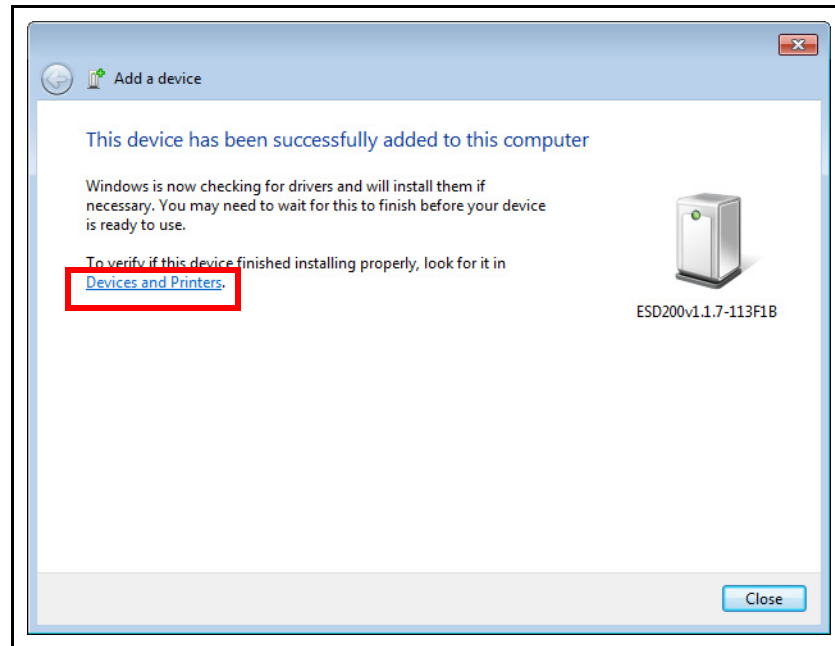 Add a device
This device has been successfully added to this computer
Windows is now checking for drivers and will install them if
necessary. You may need to wait for this to finish before your device
is ready to use.
To verify if this device finished installing properly, look for it in
Devices and Printers.
ESD200v1.1.7-113F1B
Close